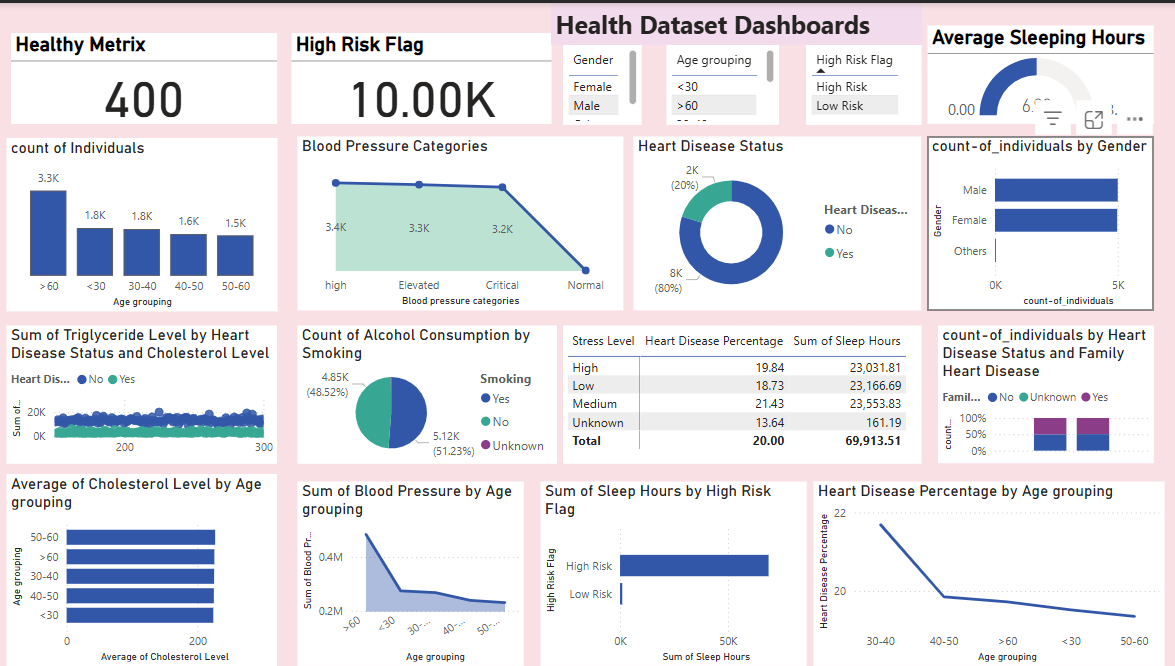 Health Dataset Dashboards
Healthy Metrix
400
High Risk Flag
10.00K
Gender
Female
Male
Age grouping
<30
>60
High Risk Flag
High Risk
Low Risk
Average Sleeping Hours
0.00
count of Individuals
3.3K
1.8K
1.8K
1.6K
1.5K
>60
<30
30-40
40-50
50-60
Age grouping
Blood Pressure Categories
3.4K
3.3K
3.2K
high
Elevated
Critical
Normal
Blood pressure categories
Heart Disease Status
2K
(20%)
8K
(80%)
Heart Diseas...
No
Yes
count-of_individuals by Gender
Gender
Male
Female
Others
0K
5K
count-of_individuals
Sum of Triglyceride Level by Heart
Disease Status and Cholesterol Level
Heart Dis...
No
Yes
Sum of...
20K
0K
200
300
Count of Alcohol Consumption by
Smoking
4.85K
(48.52%)
5.12K
(51.23%)
Smoking
Yes
No
Unknown
Stress Level Heart Disease Percentage Sum of Sleep Hours
High 19.84 23,031.81
Low 18.73 23,166.69
Medium 21.43 23,553.83
Unknown 13.64 161.19
Total 20.00 69,913.51
count-of_individuals by Heart
Disease Status and Family
Heart Disease
Famil...
No
Unknown
Yes
count...
100%
50%
0%
Average of Cholesterol Level by Age
grouping
Age grouping
50-60
>60
30-40
40-50
<30
0
200
Average of Cholesterol Level
Sum of Blood Pressure by Age
grouping
Sum of Blood Pr...
0.4M
0.2M
>60
<30
30-...
40-...
50-...
Age grouping
Sum of Sleep Hours by High Risk
Flag
High Risk Flag
High Risk
Low Risk
0K
50K
Sum of Sleep Hours
Heart Disease Percentage by Age grouping
Heart Disease Percentage
22
20
30-40
40-50
>60
<30
50-60
Age grouping